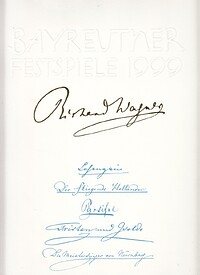 BAYREUTHER
FESTSPIELE 1999
Richard Wagner
Lohengrin
Der fliegende Holländer
Parsifal
Tristan und Isolde
Die Meistersinger von Nürnberg